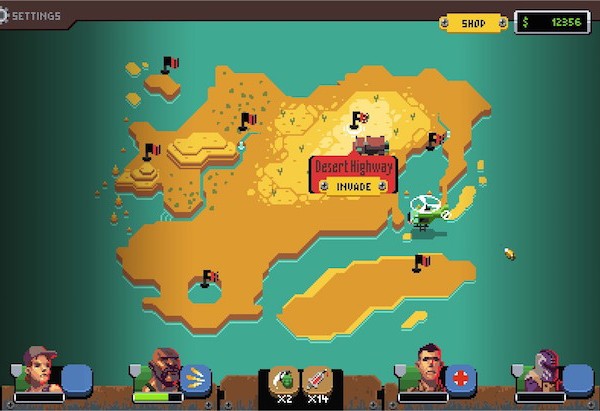 SETTINGS
SHOP
$ 12356
Desert Highway
INVADE
X2
X14